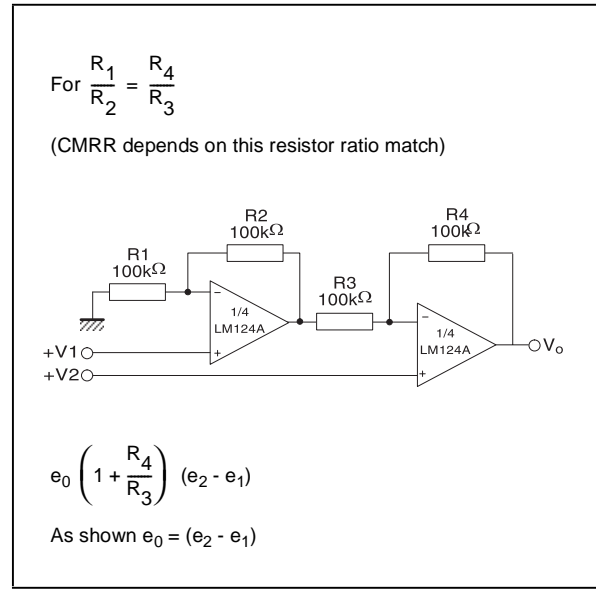 For R1/R2 = R4/R3
(CMRR depends on this resistor ratio match)
R2
100kΩ
R4
100kΩ
R1
100kΩ
R3
100kΩ
1/4
LM124A
1/4
LM124A
+V1
+V2
Vo
e0 (1 + R4/R3) (e2 - e1)
As shown e0 = (e2 - e1)